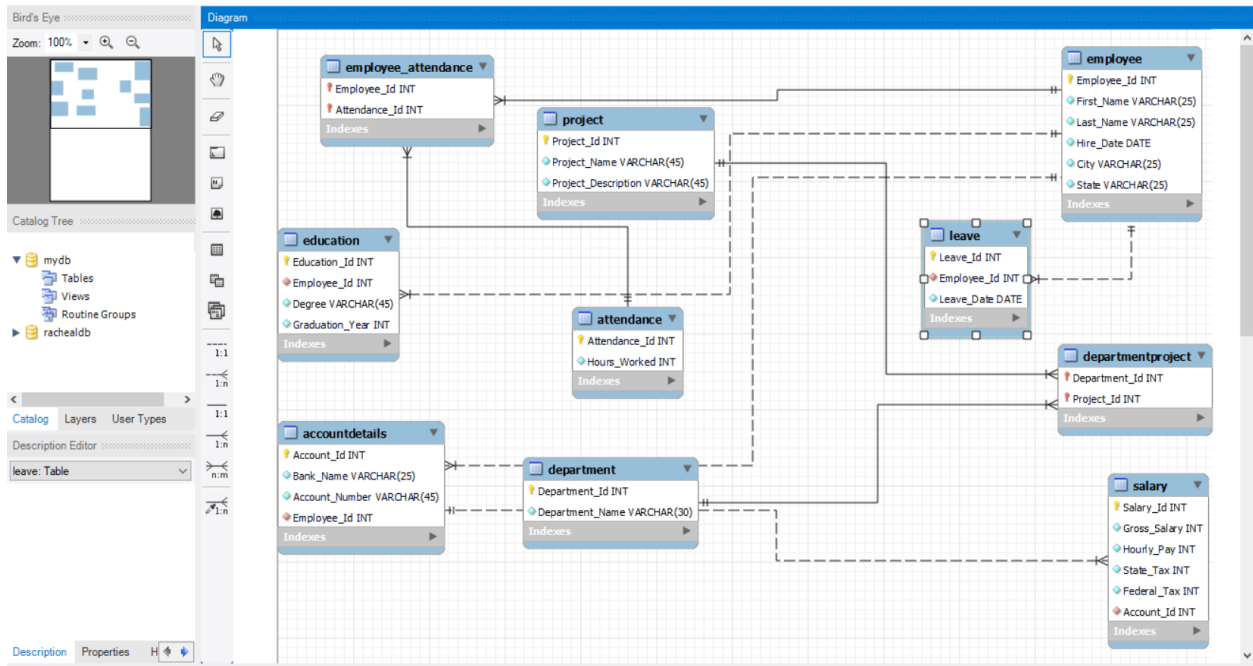 Bird's Eye
Zoom: 100%
Catalog Tree
mydb
Tables
Views
Routine Groups
rachealdb
Catalog Layers User Types
Description Editor
leave: Table
Description Properties H
Diagram
1:1
1:n
1:1
1:n
n:m
1:n
employee_attendance
Employee_Id INT
Attendance_Id INT
Indexes
project
Project_Id INT
Project_Name VARCHAR(45)
Project_Description VARCHAR(45)
Indexes
employee
Employee_Id INT
First_Name VARCHAR(25)
Last_Name VARCHAR(25)
Hire_Date DATE
City VARCHAR(25)
State VARCHAR(25)
Indexes
education
Education_Id INT
Employee_Id INT
Degree VARCHAR(45)
Graduation_Year INT
Indexes
leave
Leave_Id INT
Employee_Id INT
Leave_Date DATE
Indexes
attendance
Attendance_Id INT
Hours_Worked INT
Indexes
departmentproject
Department_Id INT
Project_Id INT
Indexes
accountdetails
Account_Id INT
Bank_Name VARCHAR(25)
Account_Number VARCHAR(45)
Employee_Id INT
Indexes
department
Department_Id INT
Department_Name VARCHAR(30)
Indexes
salary
Salary_Id INT
Gross_Salary INT
Hourly_Pay INT
State_Tax INT
Federal_Tax INT
Account_Id INT
Indexes